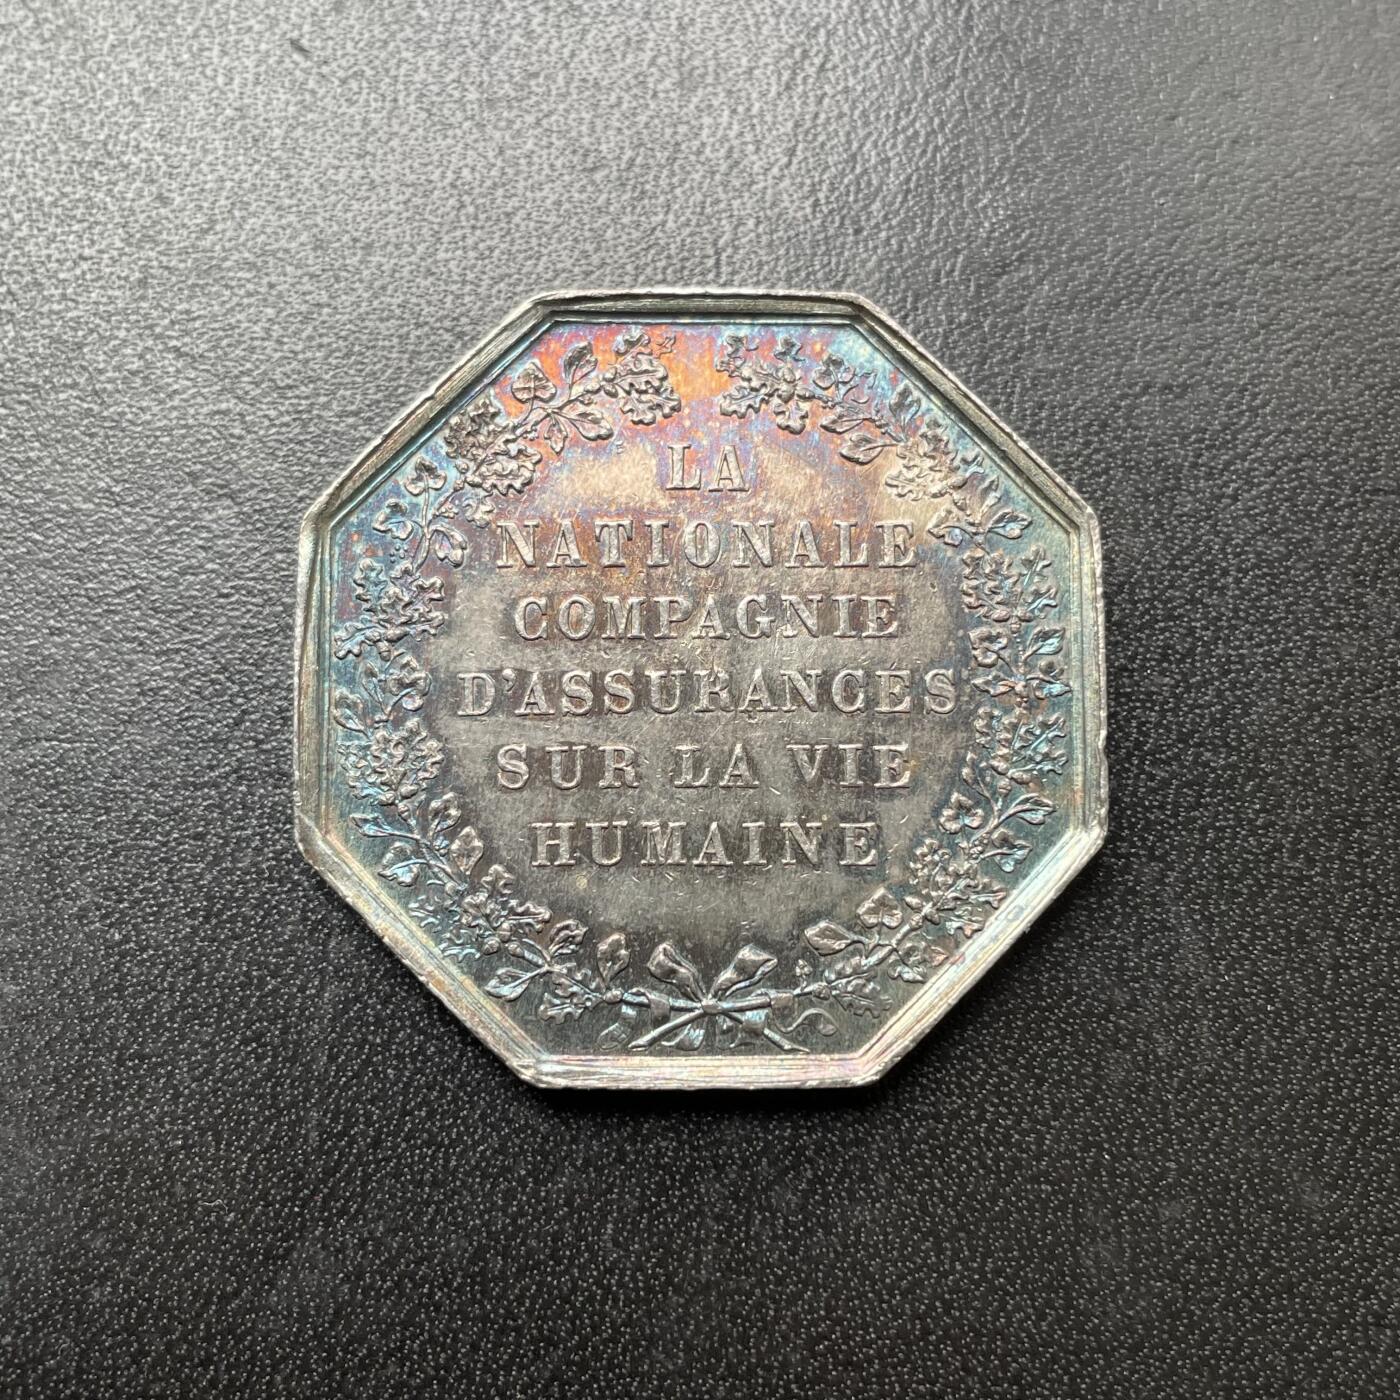 LA
NATIONALE
COMPAGNIE
D'ASSURANCES
SUR LA VIE
HUMAINE